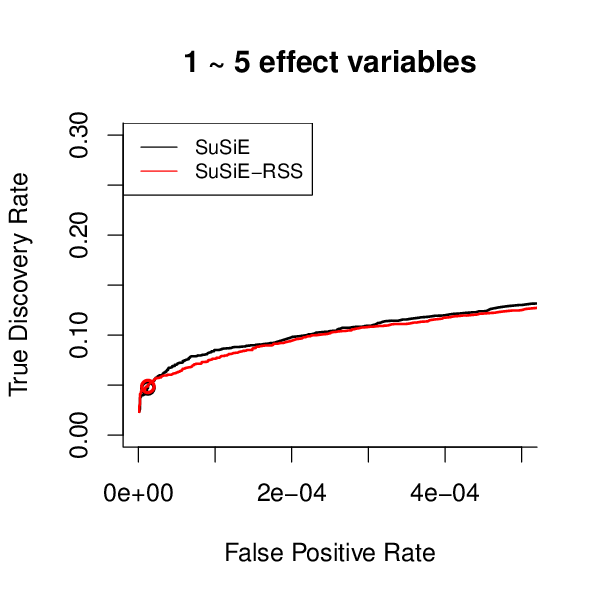 1 ~ 5 effect variables
SuSiE
SuSiE−RSS
True Discovery Rate
0.30
0.20
0.10
0.00
0e+00 2e−04 4e−04
False Positive Rate